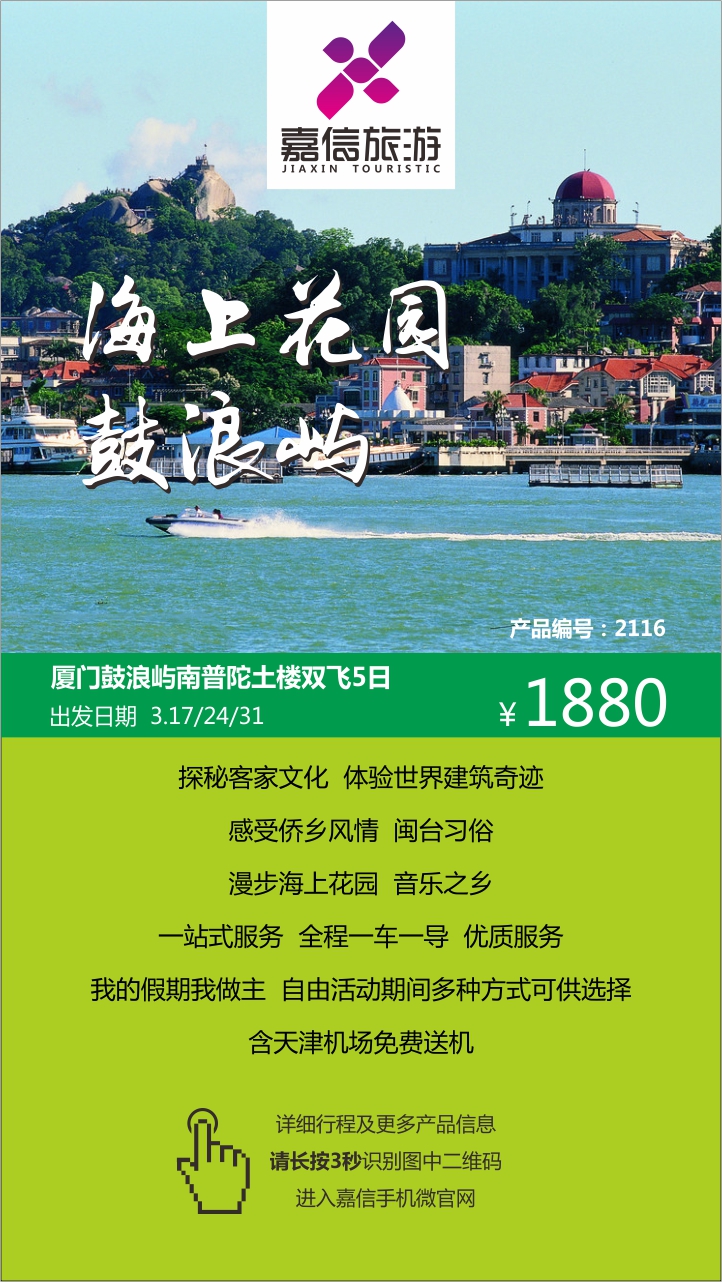 嘉信旅游
JIAXIN TOURISTIC
海上花园
鼓浪屿
产品编号：2116
厦门鼓浪屿南普陀土楼双飞5日
出发日期 3.17/24/31
¥1880
探秘客家文化 体验世界建筑奇迹
感受侨乡风情 闽台习俗
漫步海上花园 音乐之乡
一站式服务 全程一车一导 优质服务
我的假期我做主 自由活动期间多种方式可供选择
含天津机场免费送机
详细行程及更多产品信息
请长按3秒识别图中二维码
进入嘉信手机微官网